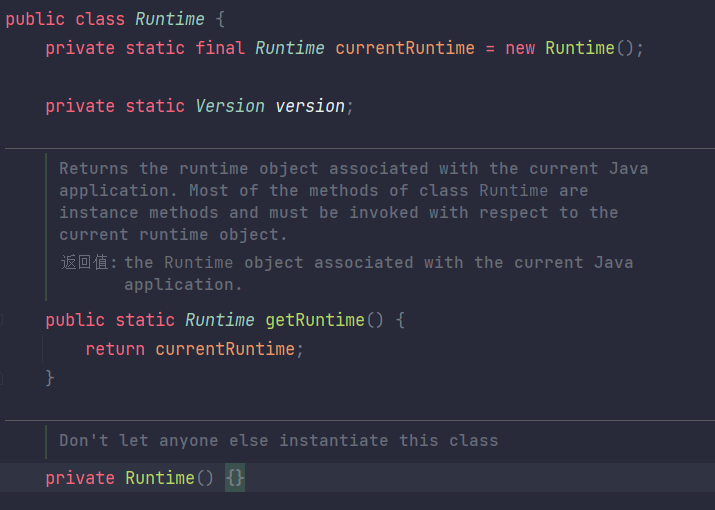 public class Runtime {
private static final Runtime currentRuntime = new Runtime();
private static Version version;
Returns the runtime object associated with the current Java
application. Most of the methods of class Runtime are
instance methods and must be invoked with respect to the
current runtime object.
返回值: the Runtime object associated with the current Java
application.
public static Runtime getRuntime() {
return currentRuntime;
}
Don't let anyone else instantiate this class
private Runtime() {}